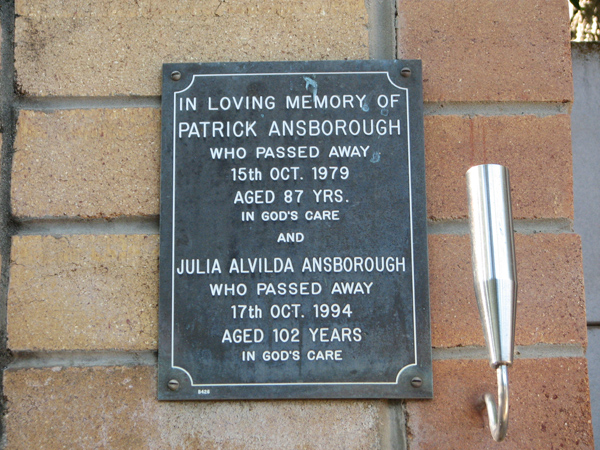 IN LOVING MEMORY OF
PATRICK ANSBOROUGH
WHO PASSED AWAY
15th OCT. 1979
AGED 87 YRS.
IN GOD'S CARE
AND
JULIA ALVILDA ANSBOROUGH
WHO PASSED AWAY
17th OCT. 1994
AGED 102 YEARS
IN GOD'S CARE